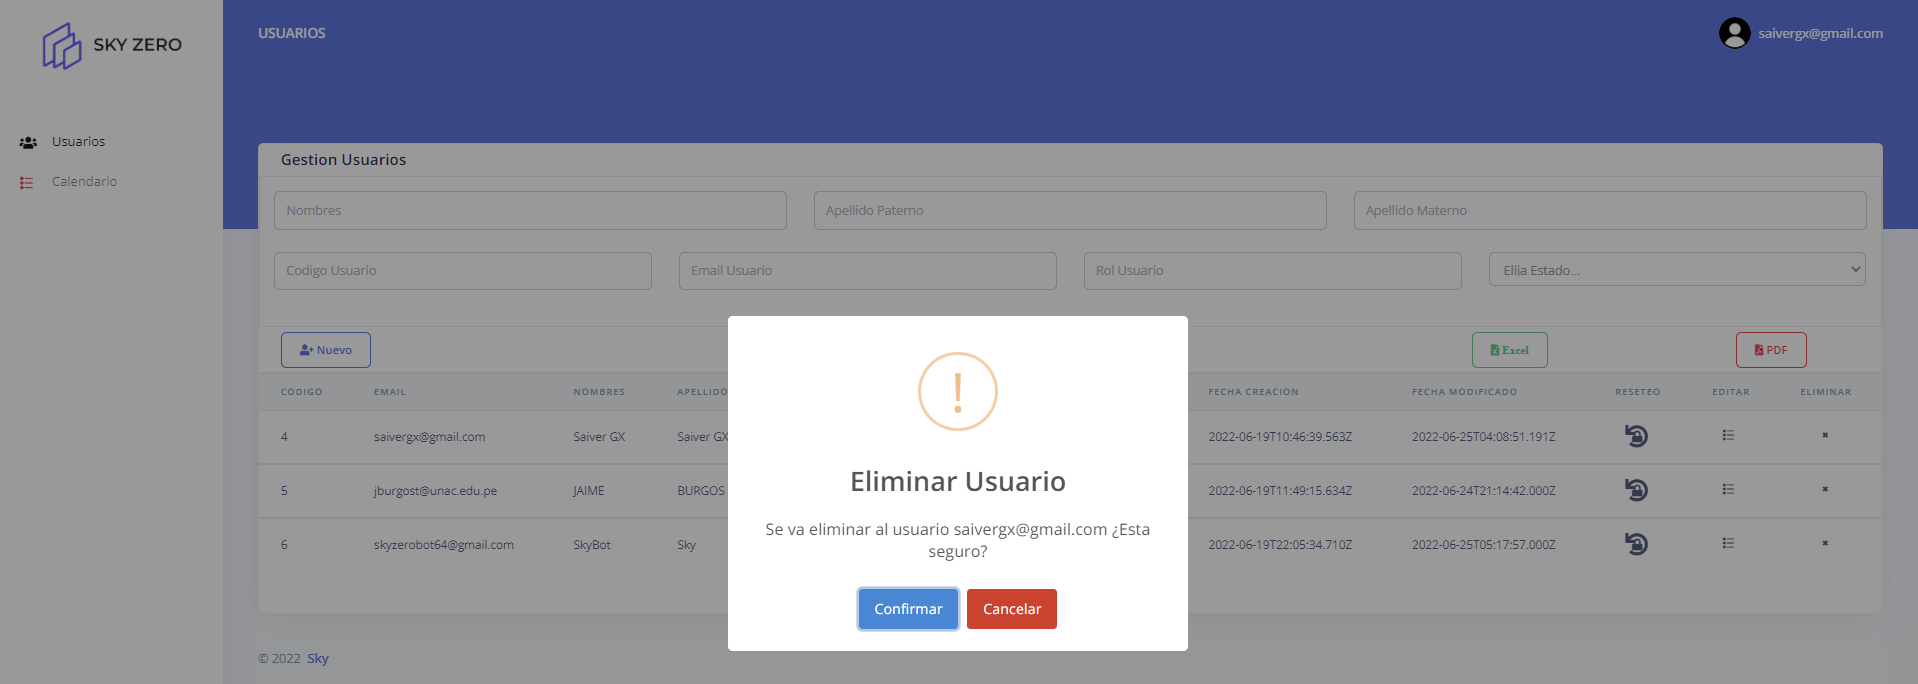 SKY ZERO
USUARIOS
saivergx@gmail.com
Usuarios
Calendario
Gestion Usuarios
Nombres
Apellido Paterno
Apellido Materno
Codigo Usuario
Email Usuario
Rol Usuario
Elija Estado...
Nuevo
Excel
PDF
CODIGO EMAIL NOMBRES APELLIDO FECHA CREACION FECHA MODIFICADO RESETEO EDITAR ELIMINAR
4 saivergx@gmail.com Saiver GX Saiver GX 2022-06-19T10:46:39.563Z 2022-06-25T04:08:51.191Z
5 jburgost@unac.edu.pe JAIME BURGOS 2022-06-19T11:49:15.634Z 2022-06-24T21:14:42.000Z
6 skyzerobot64@gmail.com SkyBot Sky 2022-06-19T22:05:34.710Z 2022-06-25T05:17:57.000Z
!
Eliminar Usuario
Se va eliminar al usuario saivergx@gmail.com ¿Esta
seguro?
Confirmar
Cancelar
© 2022 Sky